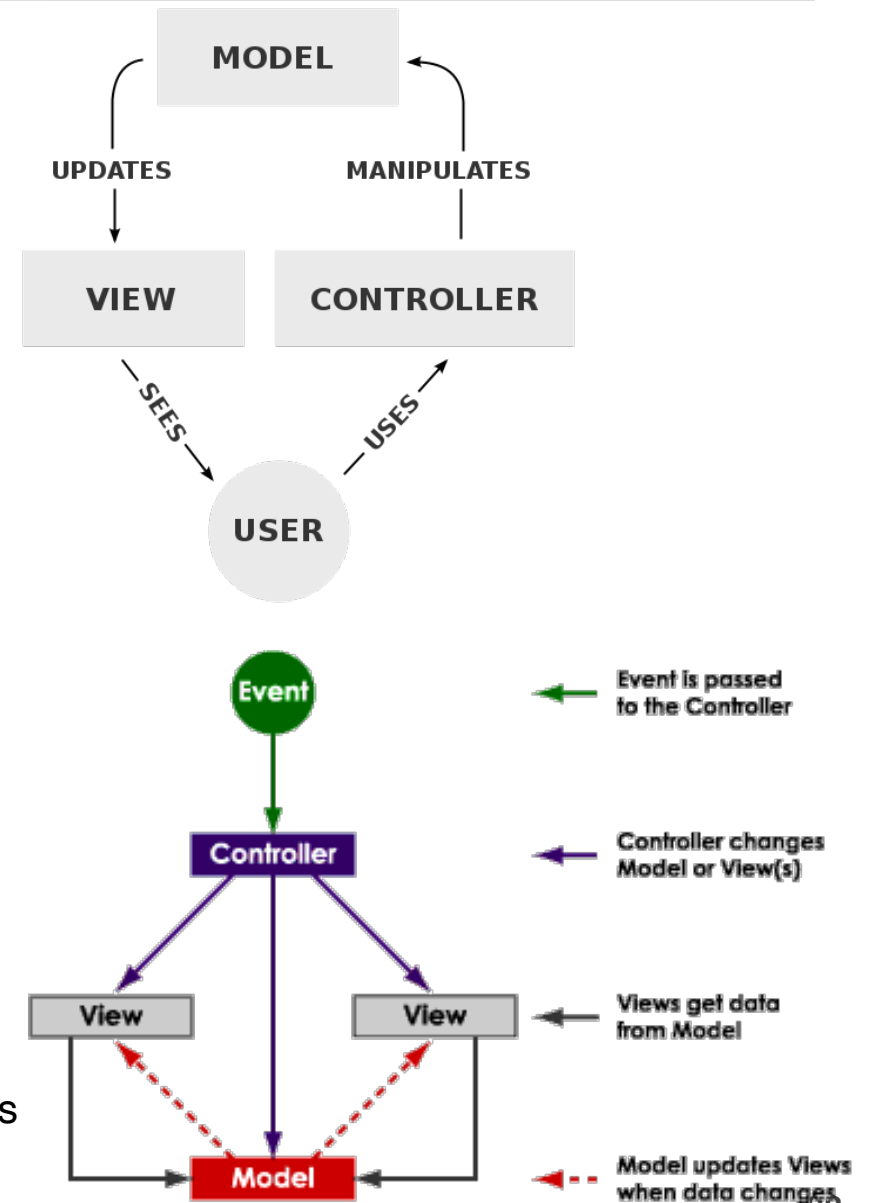 MODEL
UPDATES
MANIPULATES
VIEW
CONTROLLER
SEES
USES
USER
Event
Event is passed
to the Controller
Controller
Controller changes
Model or View(s)
View
View
Views get data
from Model
s
Model
Model updates Views
when data changes